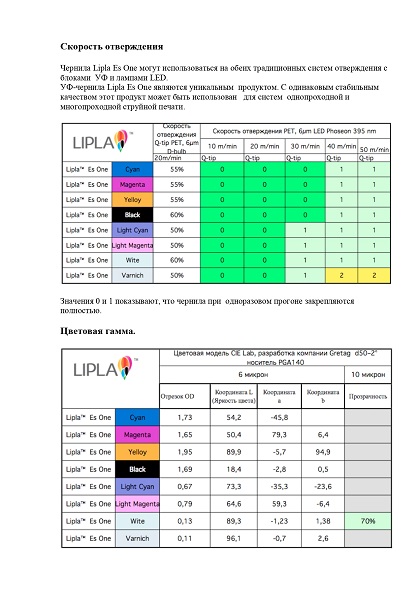 Скорость отверждения
Чернила Lipla Es One могут использоваться на обеих традиционных систем отверждения с
блоками УФ и лампами LED.
УФ-чернила Lipla Es One являются уникальным продуктом. С одинаковым стабильным
качеством этот продукт может быть использован для систем однопроходной и
многопроходной струйной печати.
LIPLA™ Скорость отверждения Q-tip PET, 6μm D-bulb Скорость отверждения PET, 6μm LED Phoseon 395 nm
10 m/min 20 m/min 30 m/min 40 m/min 50 m/min
20m/min Q-tip Q-tip Q-tip Q-tip Q-tip
Lipla™ Es One Cyan 55% 0 0 0 1 1
Lipla™ Es One Magenta 55% 0 0 0 1 1
Lipla™ Es One Yelloy 55% 0 0 0 1 1
Lipla™ Es One Black 60% 0 0 0 1 1
Lipla™ Es One Light Cyan 50% 0 0 1 1 1
Lipla™ Es One Light Magenta 50% 0 0 1 1 1
Lipla™ Es One Wite 60% 0 0 1 1 1
Lipla™ Es One Varnich 50% 0 0 1 2 2
Значения 0 и 1 показывают, что чернила при одноразовом прогоне закрепляются
полностью.
Цветовая гамма.
LIPLA™ Цветовая модель CIE Lab, разработка компании Gretag d50-2°
носитель PGA140
6 микрон 10 микрон
Отрезок OD Координата L (Яркость цвета) Координата a Координата b Прозрачность
Lipla™ Es One Cyan 1,73 54,2 -45,8
Lipla™ Es One Magenta 1,65 50,4 79,3 6,4
Lipla™ Es One Yelloy 1,95 89,9 -5,7 94,9
Lipla™ Es One Black 1,69 18,4 -2,8 0,5
Lipla™ Es One Light Cyan 0,67 73,3 -35,3 -23,6
Lipla™ Es One Light Magenta 0,79 64,6 59,3 -6,4
Lipla™ Es One Wite 0,13 89,3 -1,23 1,38 70%
Lipla™ Es One Varnich 0,11 96,1 -0,7 2,6